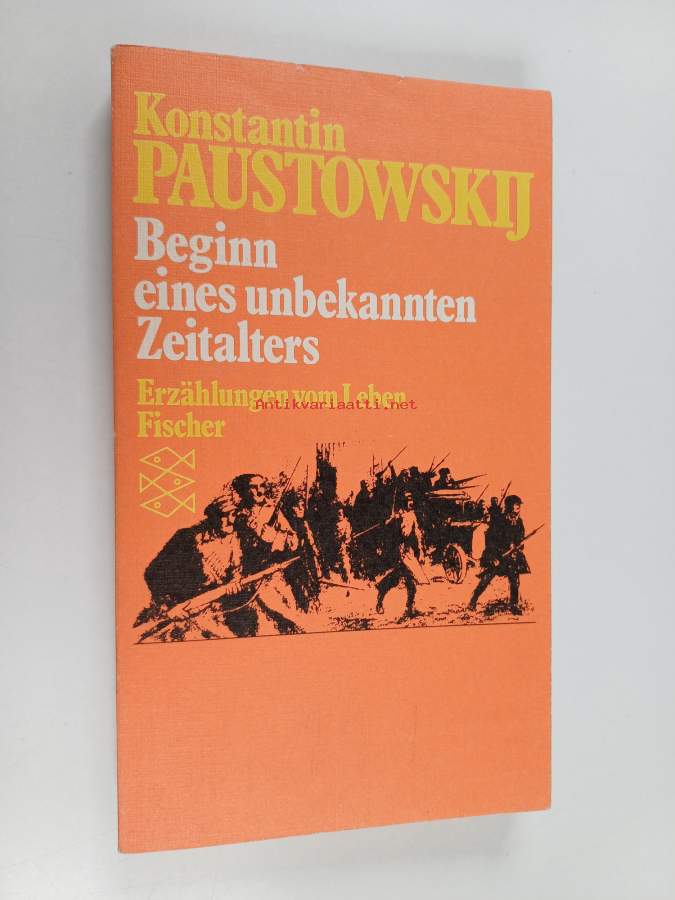 Konstantin
PAUSTOWSKIJ
Beginn
eines unbekannten
Zeitalters
Erzählungen vom Leben
Antikvariaatti.net
Fischer